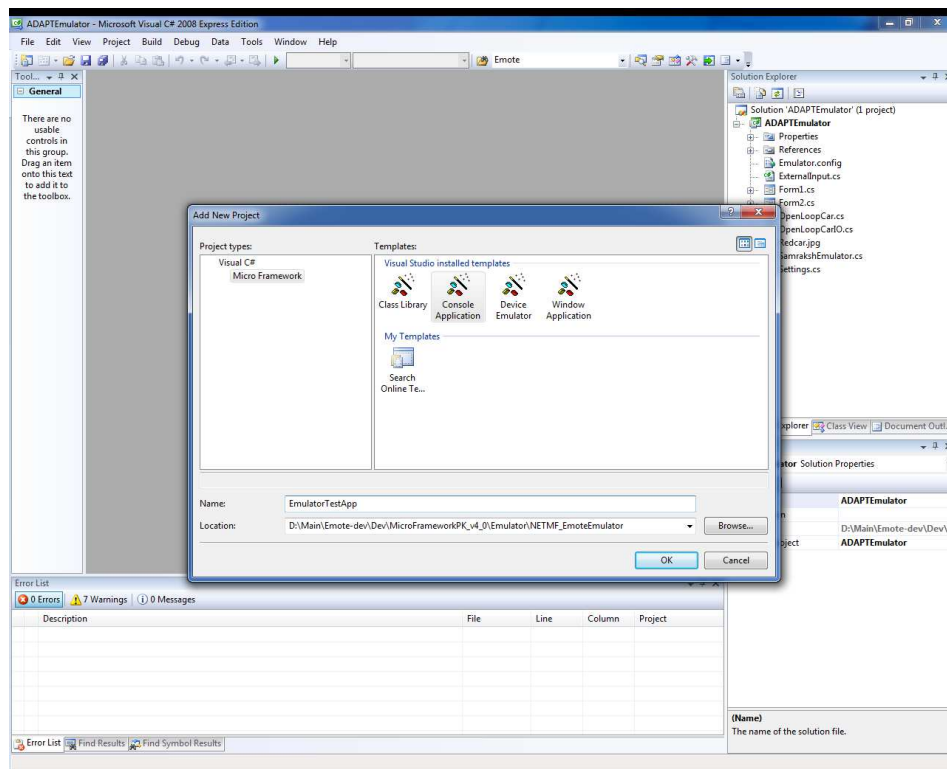 ADAPTEmulator - Microsoft Visual C# 2008 Express Edition
File Edit View Project Build Debug Data Tools Window Help
Emote
Tool...
General
There are no
usable
controls in
this group.
Drag an item
onto this text
to add it to
the toolbox.
Solution Explorer
Solution 'ADAPTEmulator' (1 project)
ADAPTEmulator
Properties
References
Emulator.config
ExternalInput.cs
Form1.cs
Form2.cs
OpenLoopCar.cs
OpenLoopCarIO.cs
Redcar.jpg
SamrakshEmulator.cs
ettings.cs
Add New Project
Project types:
Visual C#
Micro Framework
Templates:
Visual Studio installed templates
Class Library
Console
Application
Device
Emulator
Window
Application
My Templates
Search
Online Te...
Name: EmulatorTestApp
Location: D:\Main\Emote-dev\Dev\MicroFrameworkPK_v4_0\Emulator\NETMF_EmoteEmulator Browse...
OK Cancel
xplorer Class View Document Outl...
ator Solution Properties
ADAPTEmulator
n
D:\Main\Emote-dev\Dev\
bject ADAPTEmulator
Error List
0 Errors 7 Warnings 0 Messages
Description File Line Column Project
(Name)
The name of the solution file.
Error List Find Results Find Symbol Results